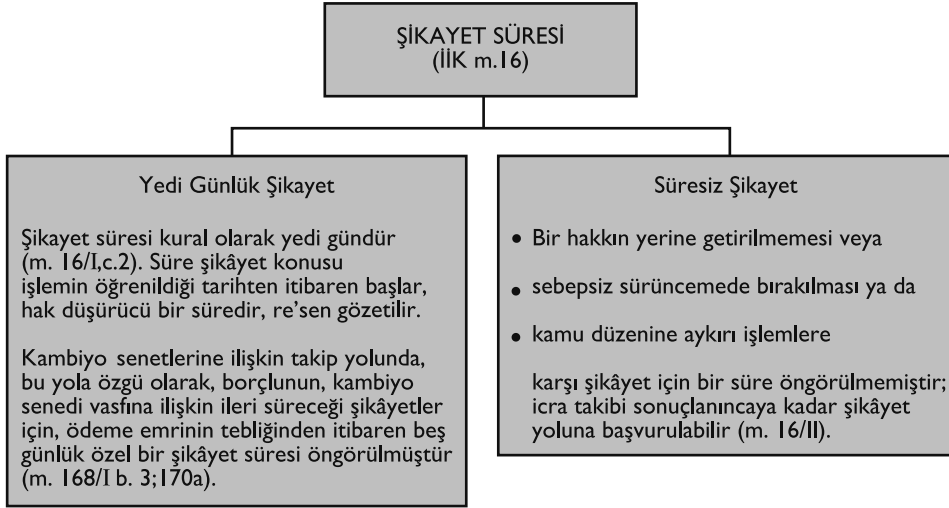 ŞİKAYET SÜRESİ
(İİK m.16)
Yedi Günlük Şikayet
Şikayet süresi kural olarak yedi gündür
(m. 16/I,c.2). Süre şikâyet konusu
işlemin öğrenildiği tarihten itibaren başlar,
hak düşürücü bir süredir, re'sen gözetilir.
Kambiyo senetlerine ilişkin takip yolunda,
bu yola özgü olarak, borçlunun, kambiyo
senedi vasfına ilişkin ileri süreceği şikâyetler
için, ödeme emrinin tebliğinden itibaren beş
günlük özel bir şikâyet süresi öngörülmüştür
(m. 168/I b. 3;170a).
Süresiz Şikayet
• Bir hakkın yerine getirilmemesi veya
• sebepsiz sürüncemede bırakılması ya da
• kamu düzenine aykırı işlemlere
karşı şikâyet için bir süre öngörülmemiştir;
icra takibi sonuçlanıncaya kadar şikâyet
yoluna başvurulabilir (m. 16/II).